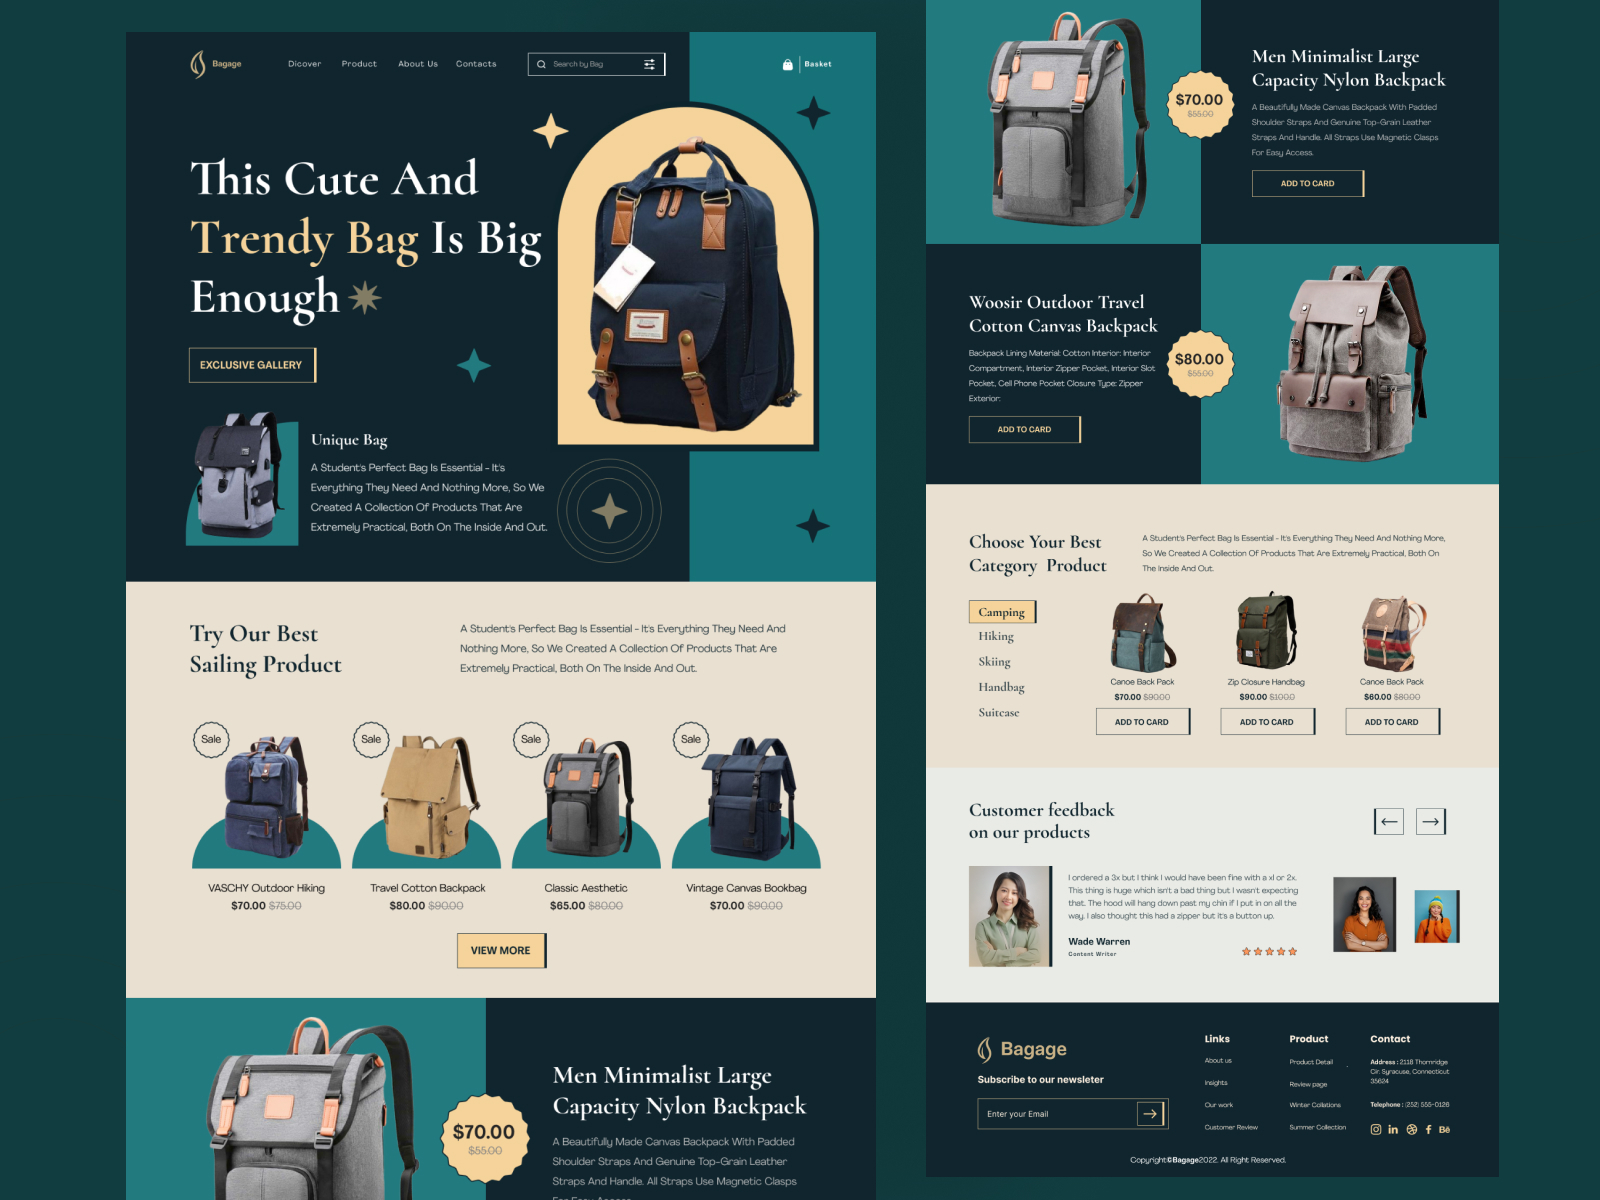 Bagage
Dicover
Product
About Us
Contacts
Search by Bag
Basket
This Cute And
Trendy Bag Is Big
Enough
EXCLUSIVE GALLERY
Unique Bag
A Student's Perfect Bag Is Essential - It's
Everything They Need And Nothing More, So We
Created A Collection Of Products That Are
Extremely Practical, Both On The Inside And Out.
Try Our Best
Sailing Product
A Student's Perfect Bag Is Essential - It's Everything They Need And
Nothing More, So We Created A Collection Of Products That Are
Extremely Practical, Both On The Inside And Out.
Sale
Sale
Sale
Sale
VASCHY Outdoor Hiking
$70.00 $75.00
Travel Cotton Backpack
$80.00 $90.00
Classic Aesthetic
$65.00 $80.00
Vintage Canvas Bookbag
$70.00 $90.00
VIEW MORE
$70.00
$55.00
Men Minimalist Large
Capacity Nylon Backpack
A Beautifully Made Canvas Backpack With Padded
Shoulder Straps And Genuine Top-Grain Leather
Straps And Handle. All Straps Use Magnetic Clasps
For Easy Access.
$70.00
$55.00
Men Minimalist Large
Capacity Nylon Backpack
A Beautifully Made Canvas Backpack With Padded
Shoulder Straps And Genuine Top-Grain Leather
Straps And Handle. All Straps Use Magnetic Clasps
For Easy Access.
ADD TO CARD
Woosir Outdoor Travel
Cotton Canvas Backpack
Backpack Lining Material: Cotton Interior: Interior
Compartment, Interior Zipper Pocket, Interior Slot
Pocket, Cell Phone Pocket Closure Type: Zipper
Exterior:
ADD TO CARD
$80.00
$55.00
Choose Your Best
Category Product
A Student's Perfect Bag Is Essential - It's Everything They Need And Nothing More,
So We Created A Collection Of Products That Are Extremely Practical, Both On
The Inside And Out.
Camping
Hiking
Skiing
Handbag
Suitcase
Canoe Back Pack
$70.00 $90.00
ADD TO CARD
Zip Closure Handbag
$90.00 $100.0
ADD TO CARD
Canoe Back Pack
$60.00 $80.00
ADD TO CARD
Customer feedback
on our products
I ordered a 3x but I think I would have been fine with a xl or 2x.
This thing is huge which isn't a bad thing but I wasn't expecting
that. The hood will hang down past my chin if I put in on all the
way. I also thought this had a zipper but it's a button up.
Wade Warren
Content Writer
Bagage
Subscribe to our newsleter
Enter your Email
Links
About us
Insights
Our work
Customer Review
Product
Product Detail
Review page
Winter Collations
Summer Collection
Contact
Address : 2118 Thornridge
Cir. Syracuse, Connecticut
35624
Telephone : (252) 555-0126
Copyright©Bagage2022. All Right Reserved.